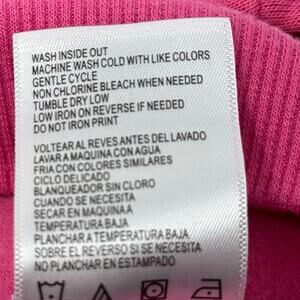 WASH INSIDE OUT
MACHINE WASH COLD WITH LIKE COLORS
GENTLE CYCLE
NON CHLORINE BLEACH WHEN NEEDED
TUMBLE DRY LOW
LOW IRON ON REVERSE IF NEEDED
DO NOT IRON PRINT
VOLTEAR AL REVES ANTES DEL LAVADO
LAVAR A MAQUINA CON AGUA
FRIA CON COLORES SIMILARES
CICLO DELICADO
BLANQUEADOR SIN CLORO
CUANDO SE NECESITA
SECAR EN MAQUINA A
TEMPERATURA BAJA
PLANCHAR A TEMPERATURA BAJA
SOBRE EL REVERSO SI SE NECESITA
NO PLANCHAR EN EL IMPRESO